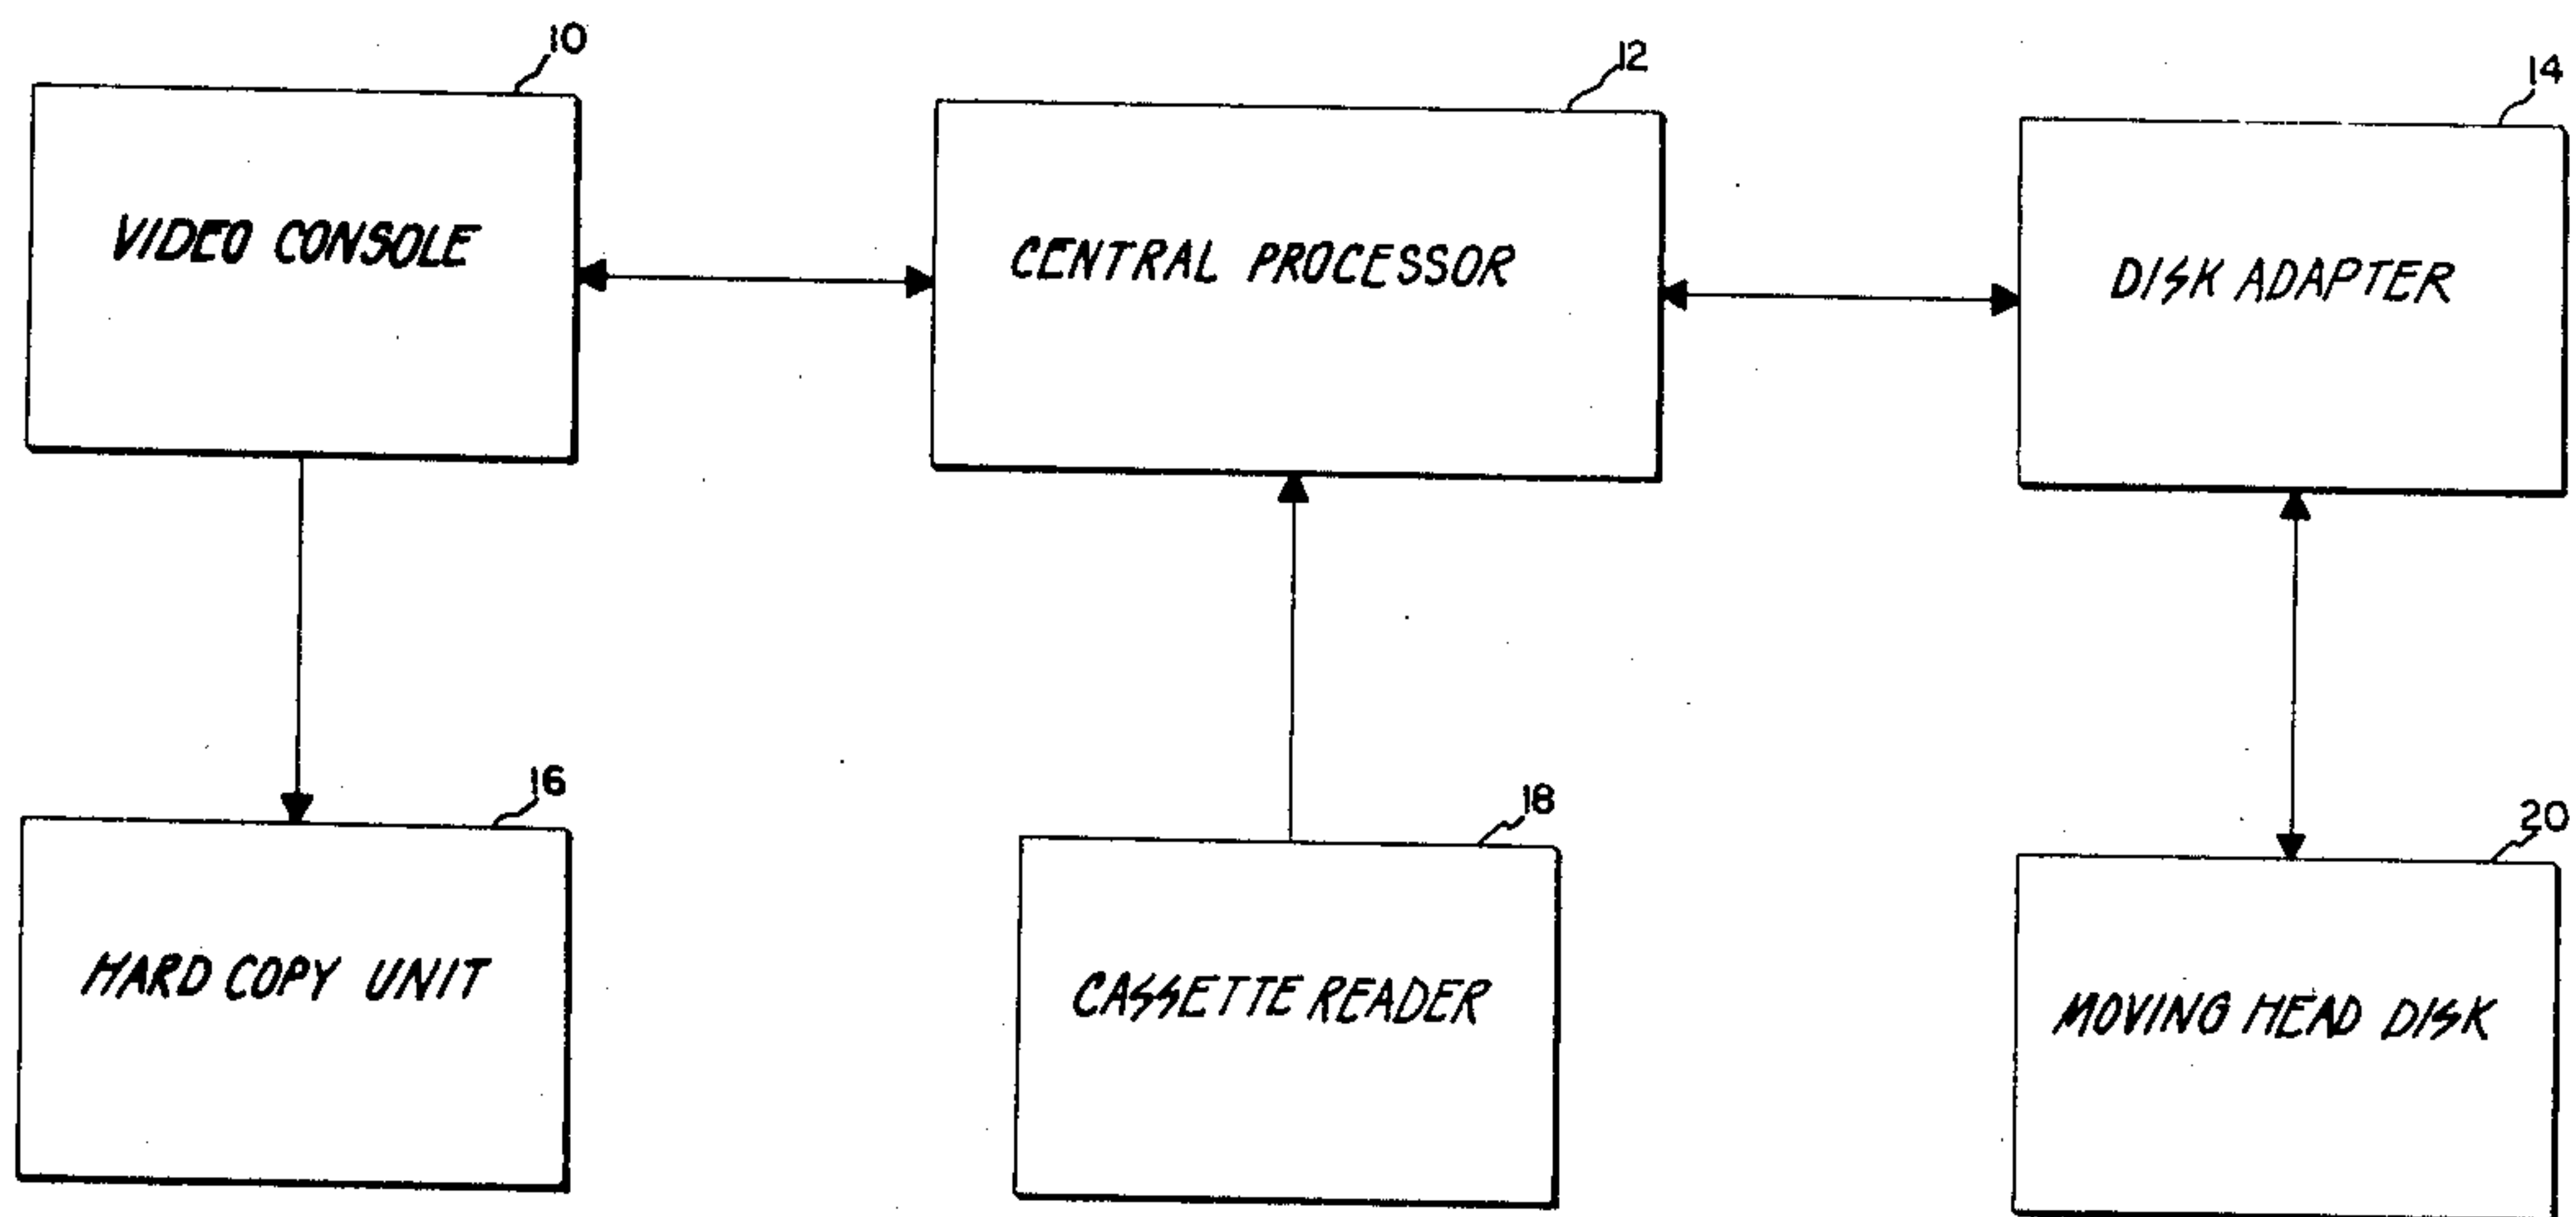 10
12
14
VIDEO CONSOLE
CENTRAL PROCESSOR
DISK ADAPTER
16
18
20
HARD COPY UNIT
CASSETTE READER
MOVING HEAD DISK